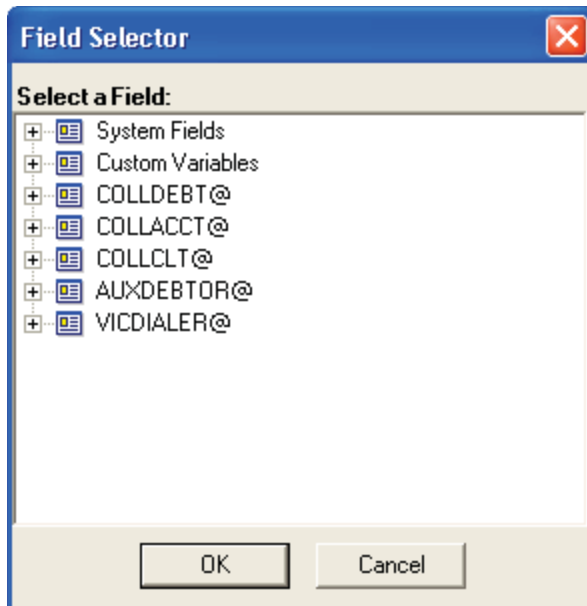 Field Selector
Select a Field:
System Fields
Custom Variables
COLLDEBT@
COLLACCT@
COLLCLT@
AUXDEBTOR@
VICDIALER@
OK Cancel